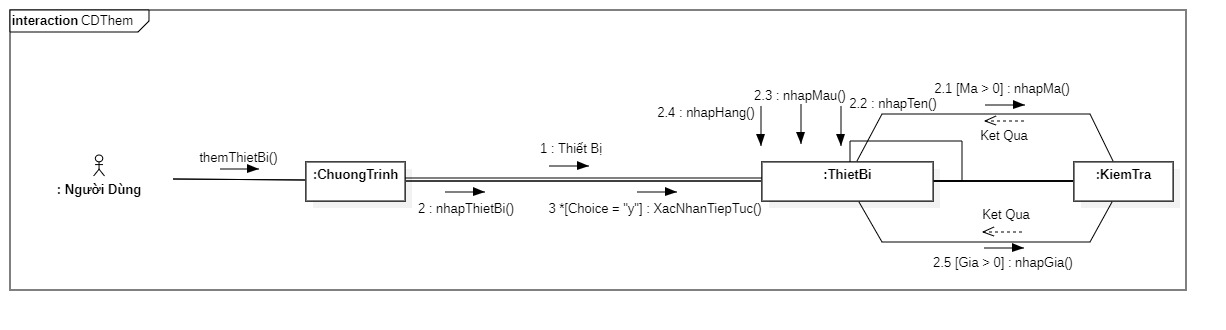 interaction CDThem
2.1 [Ma > 0] : nhapMa()
2.3 : nhapMau()
2.2 : nhapTen()
2.4 : nhapHang()
Ket Qua
1 : Thiết Bị
themThietBi()
:ChuongTrinh
:ThietBi
:KiemTra
: Người Dùng
2 : nhapThietBi()
3 *[Choice = "y"] : XacNhanTiepTuc()
Ket Qua
2.5 [Gia > 0] : nhapGia()